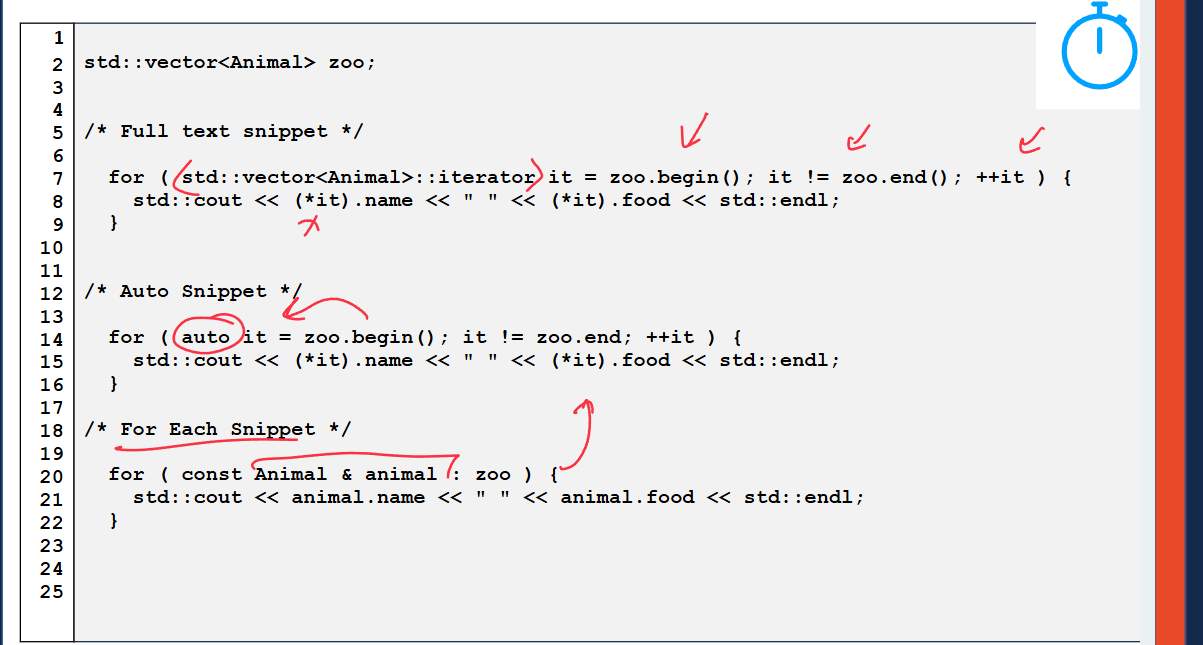 1
2 std::vector<Animal> zoo;
3
4
5 /* Full text snippet */
6
7 for ( std::vector<Animal>::iterator it = zoo.begin(); it != zoo.end(); ++it ) {
8 std::cout << (*it).name << " " << (*it).food << std::endl;
9 }
10
11
12 /* Auto Snippet */
13
14 for ( auto it = zoo.begin(); it != zoo.end; ++it ) {
15 std::cout << (*it).name << " " << (*it).food << std::endl;
16 }
17
18 /* For Each Snippet */
19
20 for ( const Animal & animal : zoo ) {
21 std::cout << animal.name << " " << animal.food << std::endl;
22 }
23
24
25